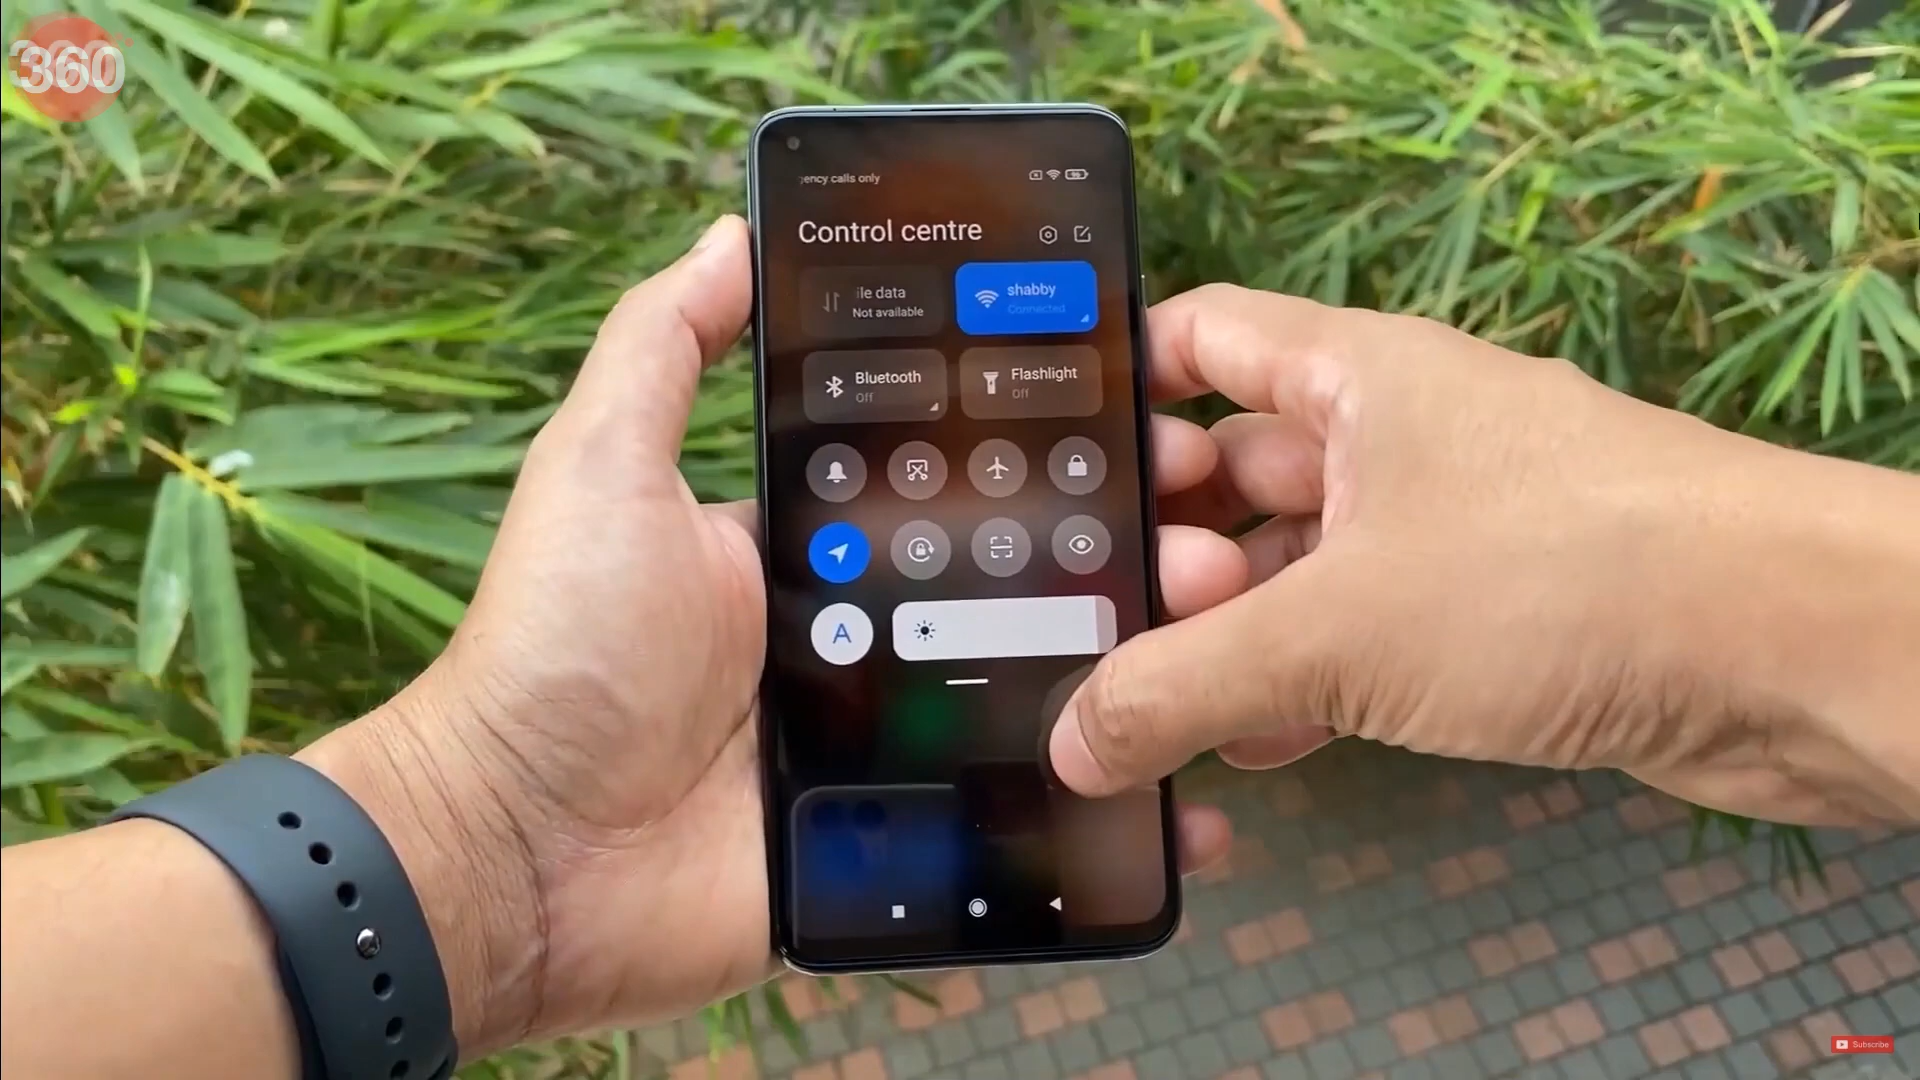 360
gency calls only
Control centre
ile data
Not available
shabby
Connected
Bluetooth
Off
Flashlight
Off
A
Subscribe